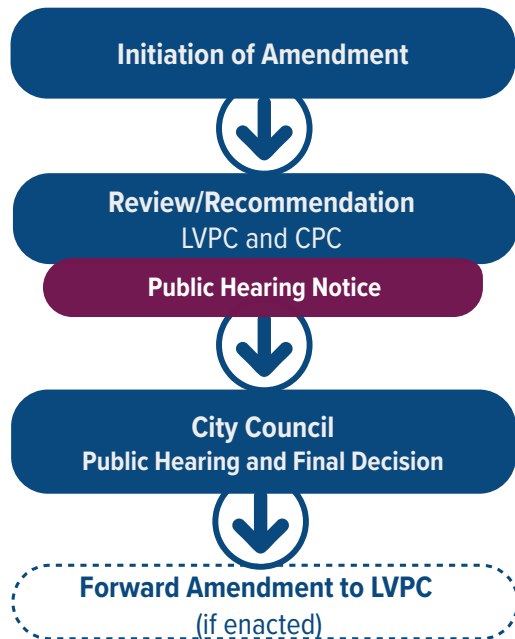 Initiation of Amendment
Review/Recommendation
LVPC and CPC
Public Hearing Notice
City Council
Public Hearing and Final Decision
Forward Amendment to LVPC
(if enacted)